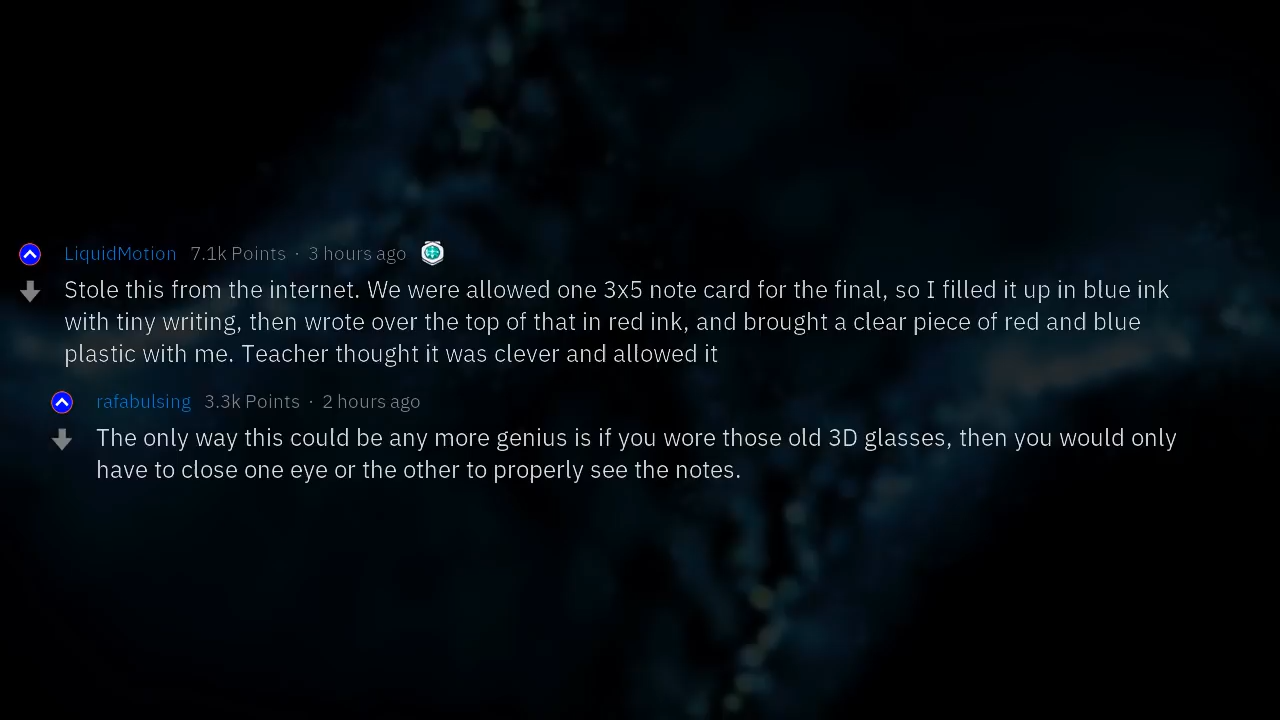 LiquidMotion 7.1k Points · 3 hours ago
Stole this from the internet. We were allowed one 3x5 note card for the final, so I filled it up in blue ink
with tiny writing, then wrote over the top of that in red ink, and brought a clear piece of red and blue
plastic with me. Teacher thought it was clever and allowed it
rafabulsing 3.3k Points · 2 hours ago
The only way this could be any more genius is if you wore those old 3D glasses, then you would only
have to close one eye or the other to properly see the notes.